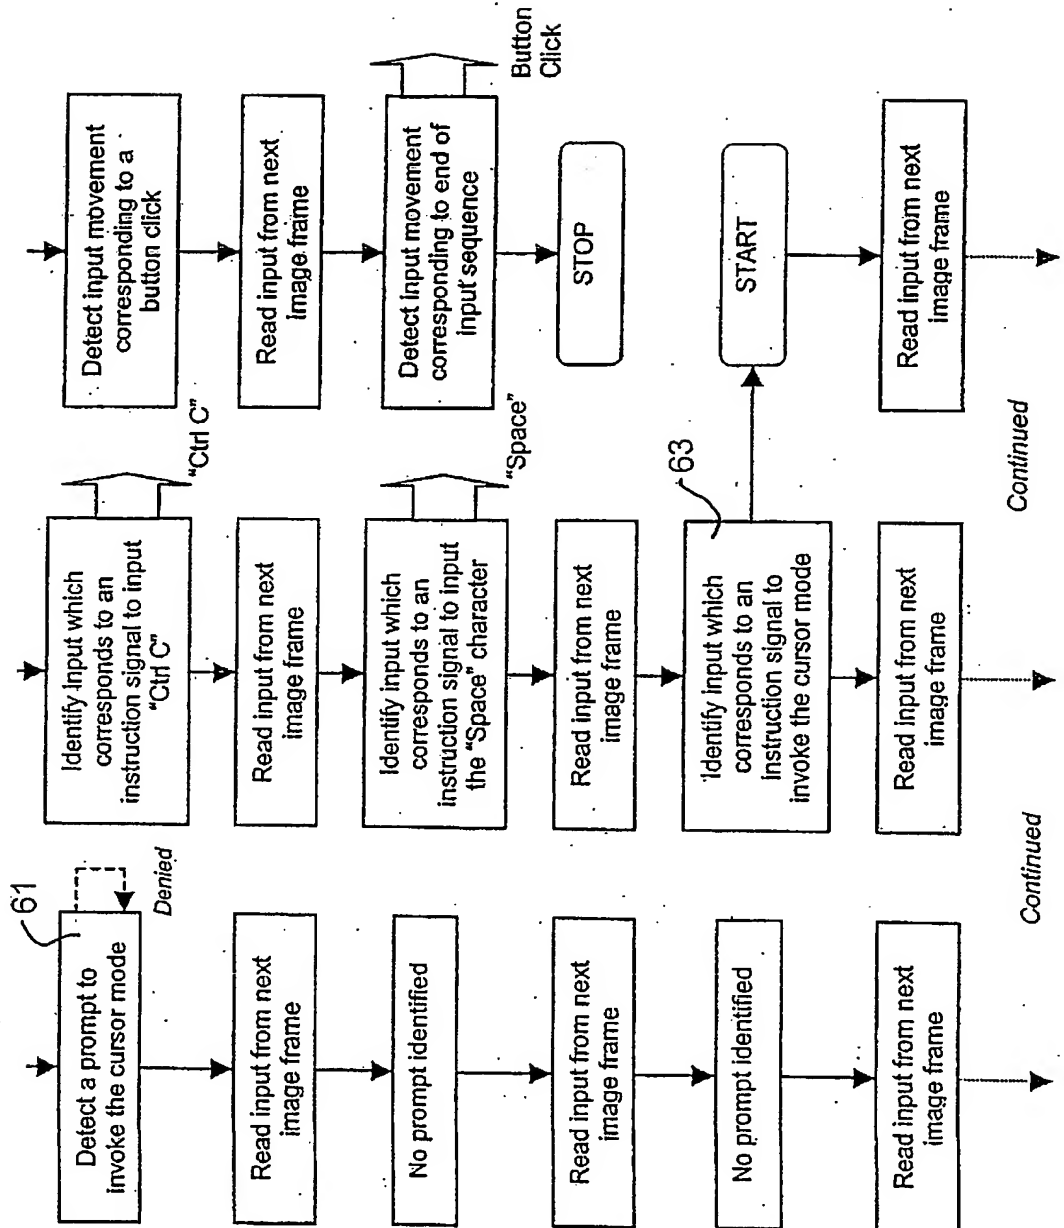 61
Detect a prompt to
invoke the cursor mode
Denied
Read input from next
image frame
No prompt identified
Read input from next
image frame
No prompt identified
Read input from next
image frame
Continued
Identify input which
corresponds to an
instruction signal to input
“Ctrl C”
“Ctrl C”
Read input from next
image frame
Identify input which
corresponds to an
instruction signal to input
the “Space” character
“Space”
Read input from next
image frame
63
Identify input which
corresponds to an
instruction signal to
invoke the cursor mode
Read input from next
image frame
Continued
Detect input movement
corresponding to a
button click
Read input from next
image frame
Detect input movement
corresponding to end of
input sequence
Button
Click
STOP
START
Read input from next
image frame